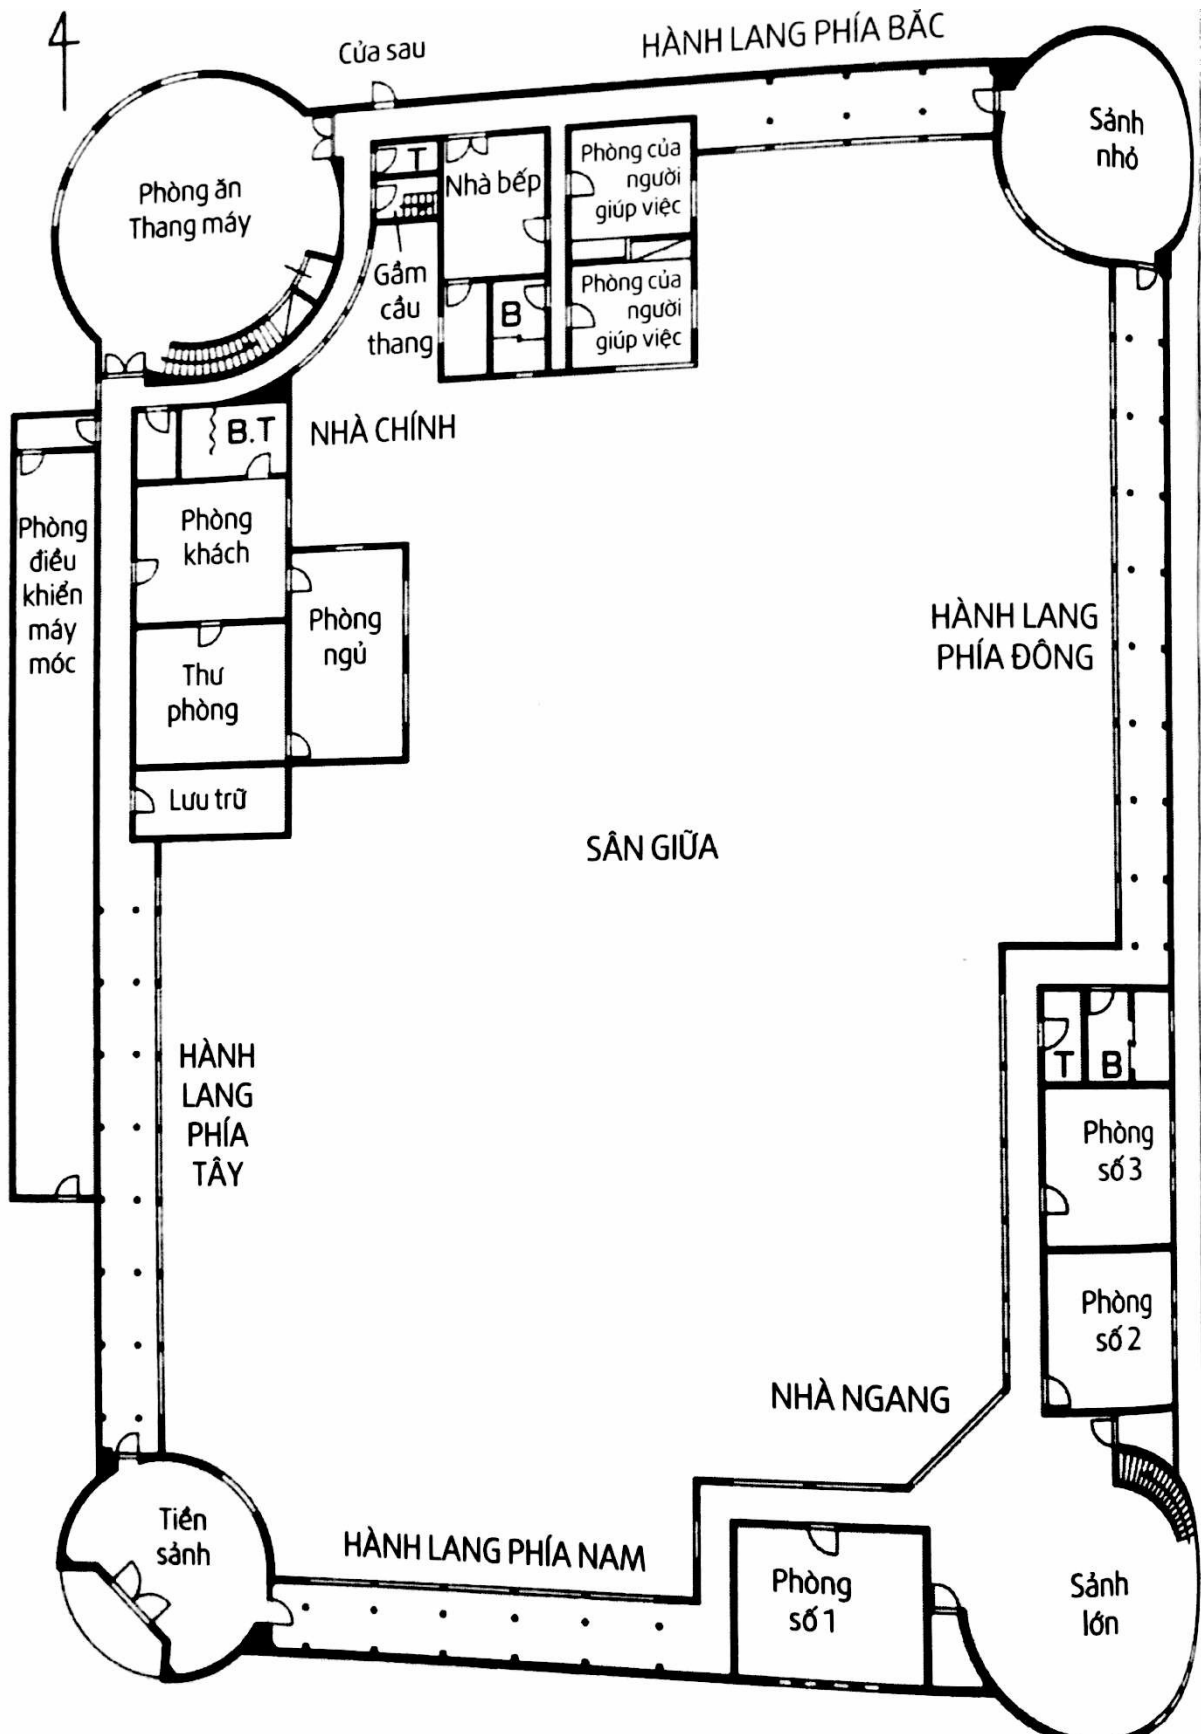 4
Cửa sau
HÀNH LANG PHÍA BẮC
Sảnh
nhỏ
Phòng ăn
Thang máy
T
Nhà bếp
Phòng của
người
giúp việc
Gầm
cầu
thang
B
Phòng của
người
giúp việc
B.T
NHÀ CHÍNH
Phòng
điều
khiển
máy
móc
Phòng
khách
Phòng
ngủ
Thư
phòng
Lưu trữ
HÀNH LANG
PHÍA ĐÔNG
SÂN GIỮA
HÀNH
LANG
PHÍA
TÂY
T
B
Phòng
số 3
Phòng
số 2
NHÀ NGANG
Tiền
sảnh
HÀNH LANG PHÍA NAM
Phòng
số 1
Sảnh
lớn